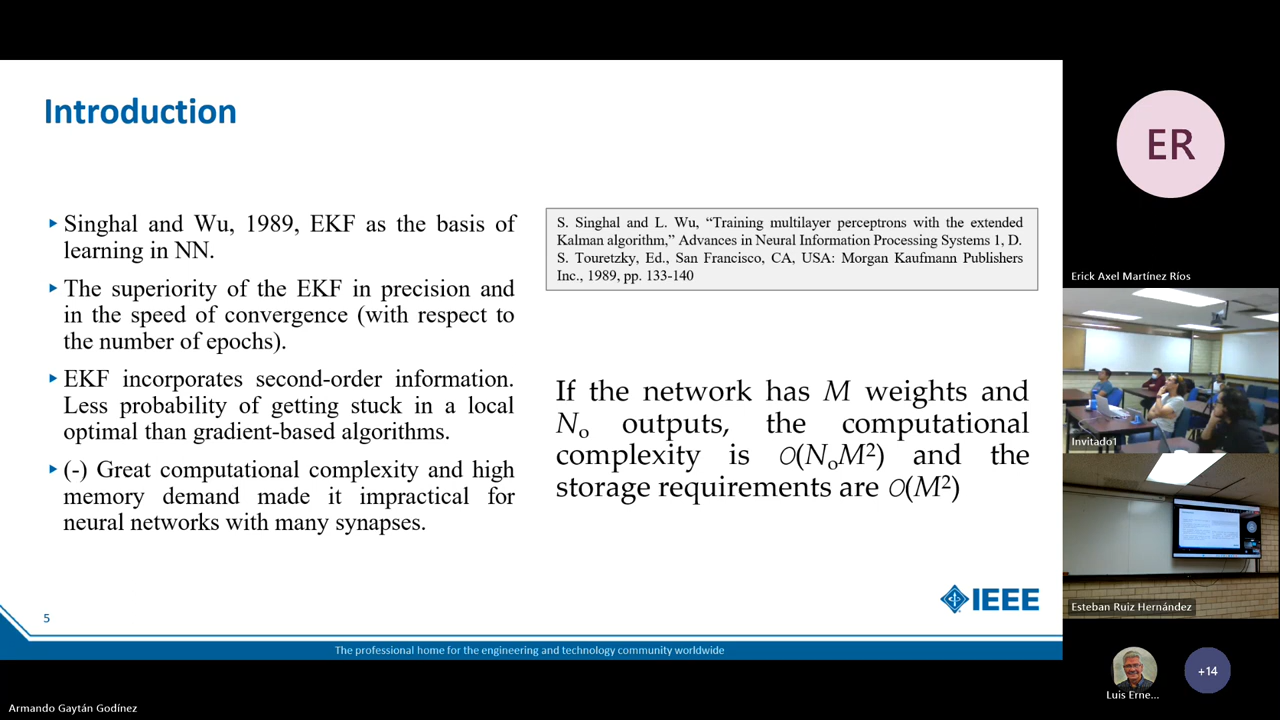 Introduction
Singhal and Wu, 1989, EKF as the basis of
learning in NN.
The superiority of the EKF in precision and
in the speed of convergence (with respect to
the number of epochs).
EKF incorporates second-order information.
Less probability of getting stuck in a local
optimal than gradient-based algorithms.
(-) Great computational complexity and high
memory demand made it impractical for
neural networks with many synapses.
S. Singhal and L. Wu, “Training multilayer perceptrons with the extended
Kalman algorithm,” Advances in Neural Information Processing Systems 1, D.
S. Touretzky, Ed., San Francisco, CA, USA: Morgan Kaufmann Publishers
Inc., 1989, pp. 133-140
If the network has M weights and
Nₒ outputs, the computational
complexity is O(NₒM²) and the
storage requirements are O(M²)
IEEE
5
The professional home for the engineering and technology community worldwide
Armando Gaytán Godínez
ER
Erick Axel Martínez Ríos
Invitado1
Esteban Ruiz Hernández
Luis Erne...
+14